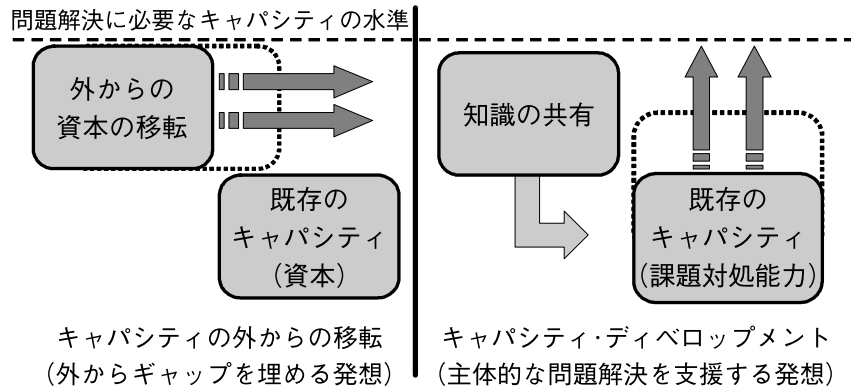 問題解決に必要なキャパシティの水準
外からの
資本の移転
既存の
キャパシティ
(資本)
キャパシティの外からの移転
(外からギャップを埋める発想)
知識の共有
既存の
キャパシティ
(課題対処能力)
キャパシティ・ディベロップメント
(主体的な問題解決を支援する発想)